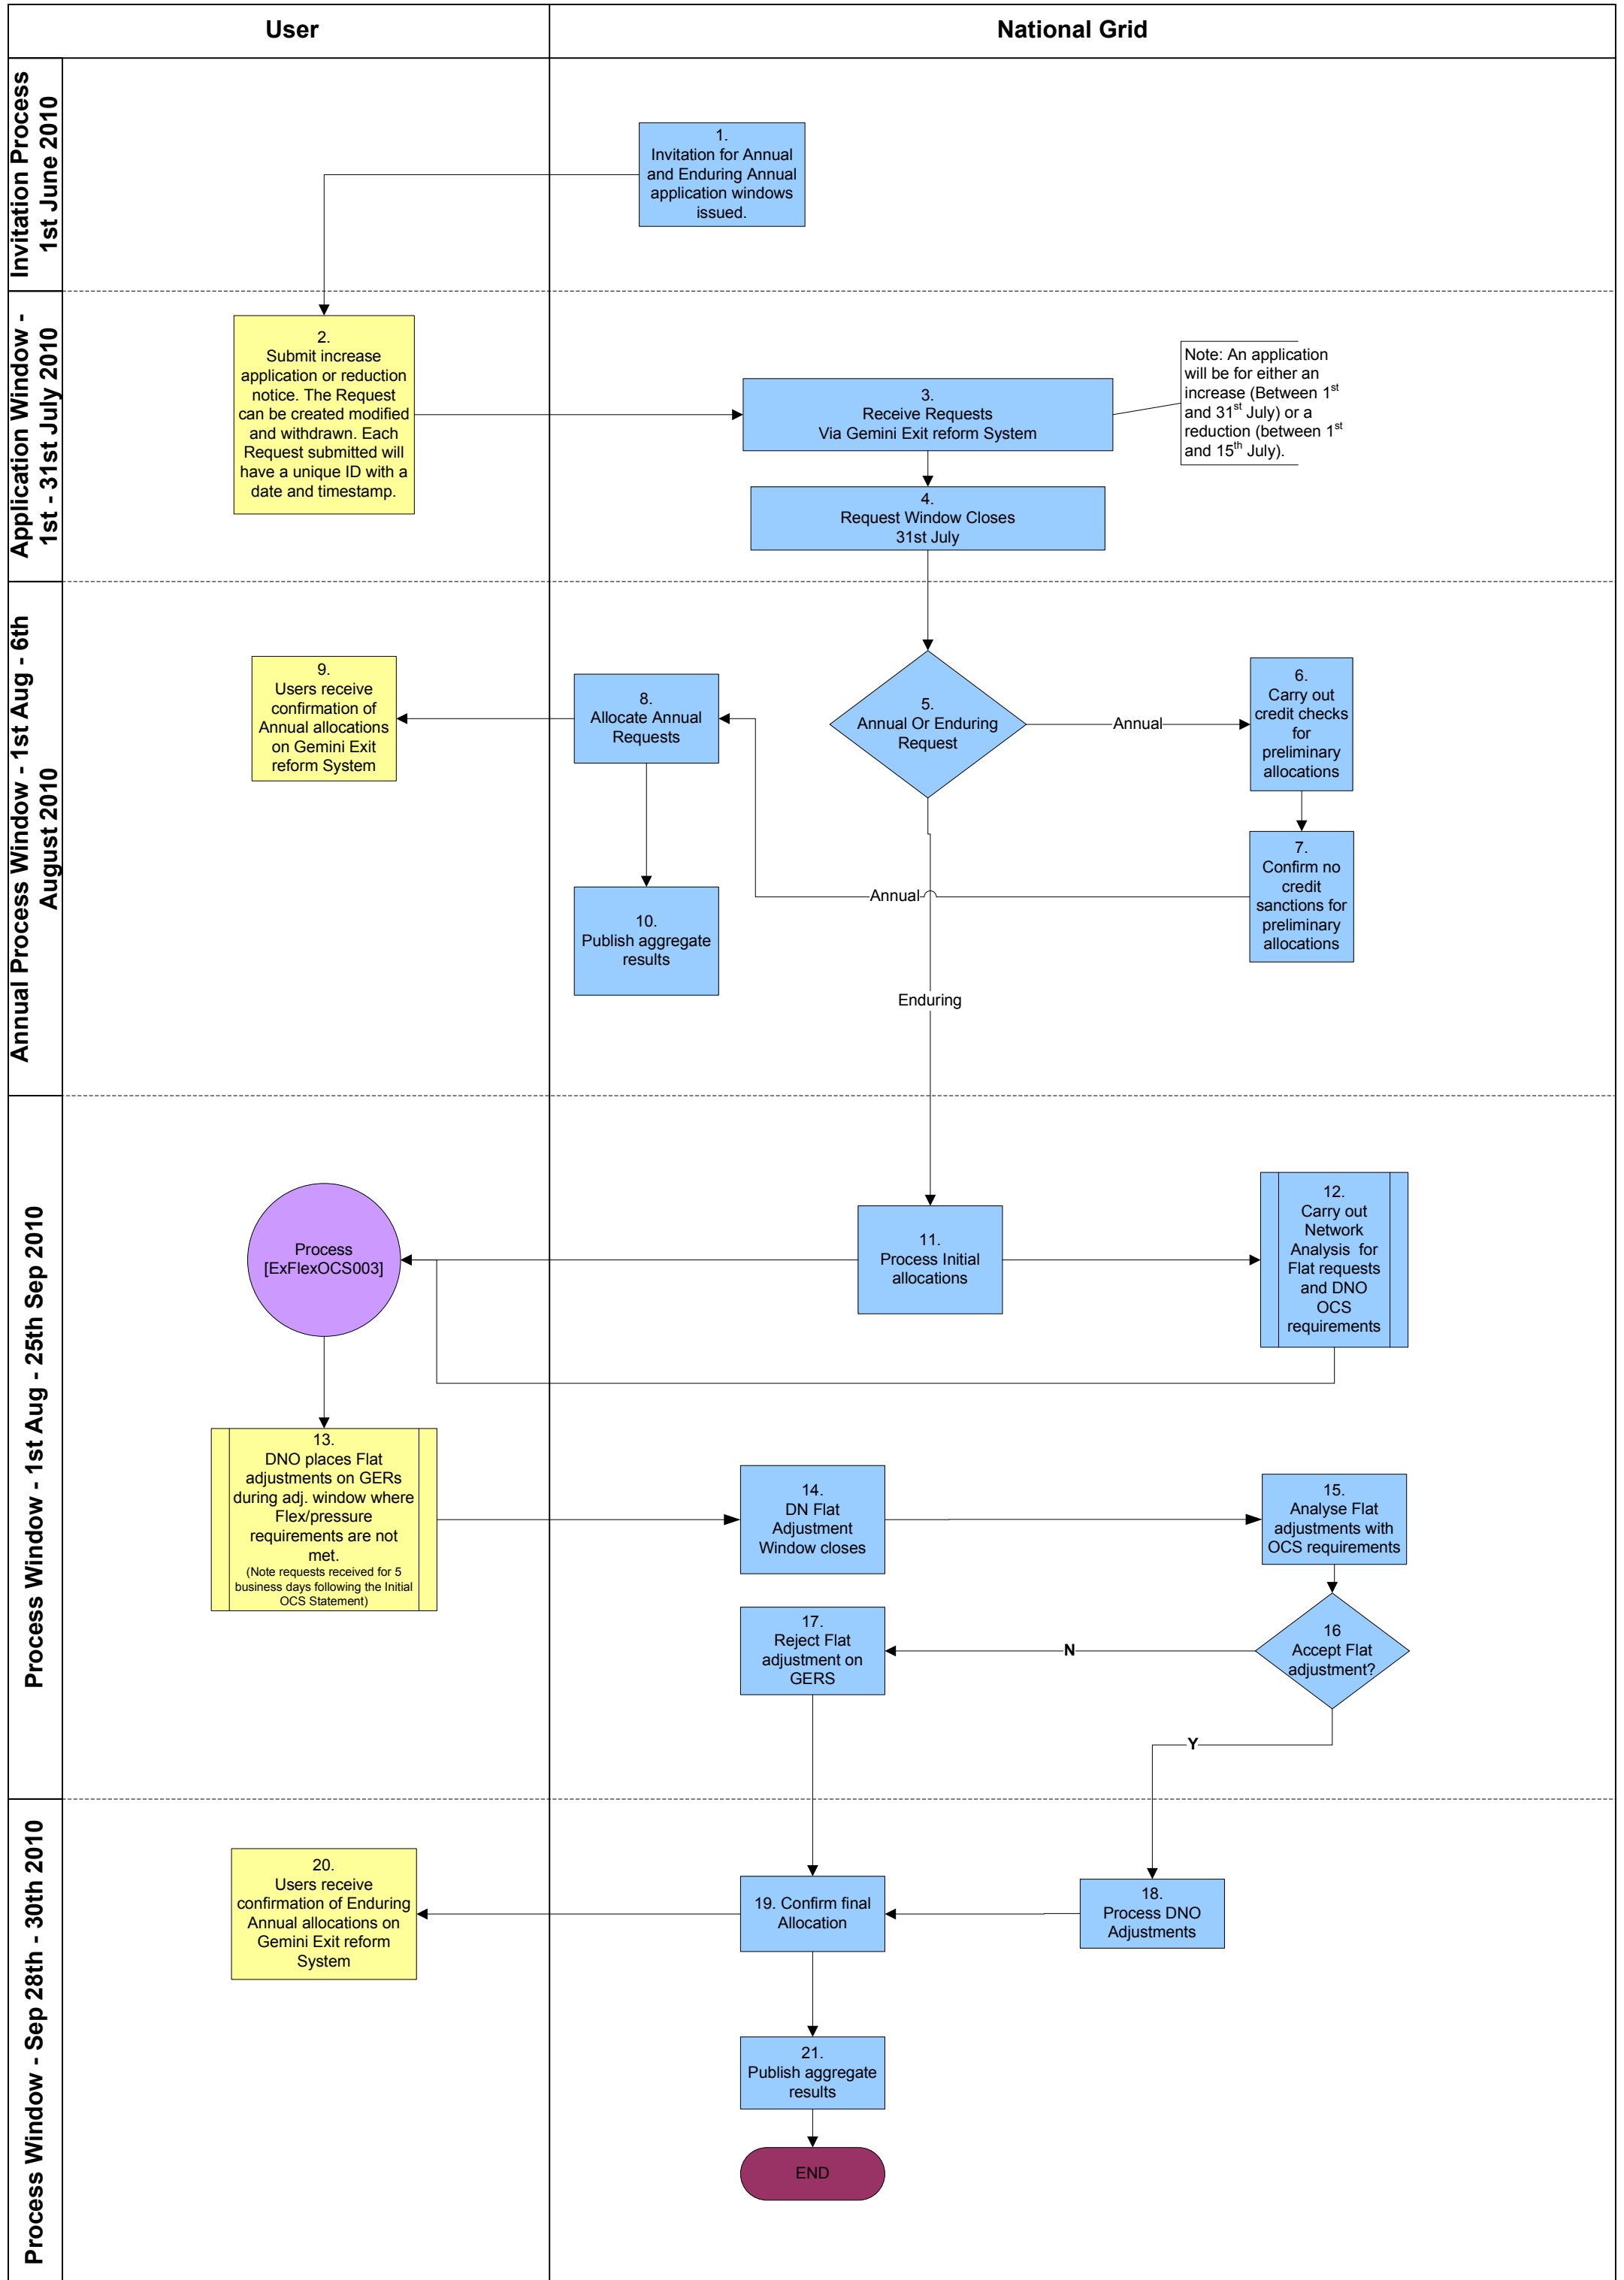 User
National Grid
Invitation Process
1st June 2010
1.
Invitation for Annual
and Enduring Annual
application windows
issued.
Application Window -
1st - 31st July 2010
2.
Submit increase
application or reduction
notice. The Request
can be created modified
and withdrawn. Each
Request submitted will
have a unique ID with a
date and timestamp.
3.
Receive Requests
Via Gemini Exit reform System
Note: An application
will be for either an
increase (Between 1st
and 31st July) or a
reduction (between 1st
and 15th July).
4.
Request Window Closes
31st July
Annual Process Window - 1st Aug - 6th
August 2010
5.
Annual Or Enduring
Request
Annual
6.
Carry out
credit checks
for
preliminary
allocations
7.
Confirm no
credit
sanctions for
preliminary
allocations
Annual
8.
Allocate Annual
Requests
9.
Users receive
confirmation of
Annual allocations
on Gemini Exit
reform System
10.
Publish aggregate
results
Enduring
Process Window - 1st Aug - 25th Sep 2010
11.
Process Initial
allocations
12.
Carry out
Network
Analysis for
Flat requests
and DNO
OCS
requirements
Process
[ExFlexOCS003]
13.
DNO places Flat
adjustments on GERs
during adj. window where
Flex/pressure
requirements are not
met.
(Note requests received for 5
business days following the Initial
OCS Statement)
14.
DN Flat
Adjustment
Window closes
15.
Analyse Flat
adjustments with
OCS requirements
16
Accept Flat
adjustment?
N
17.
Reject Flat
adjustment on
GERS
Y
Process Window - Sep 28th - 30th 2010
18.
Process DNO
Adjustments
19. Confirm final
Allocation
20.
Users receive
confirmation of Enduring
Annual allocations on
Gemini Exit reform
System
21.
Publish aggregate
results
END